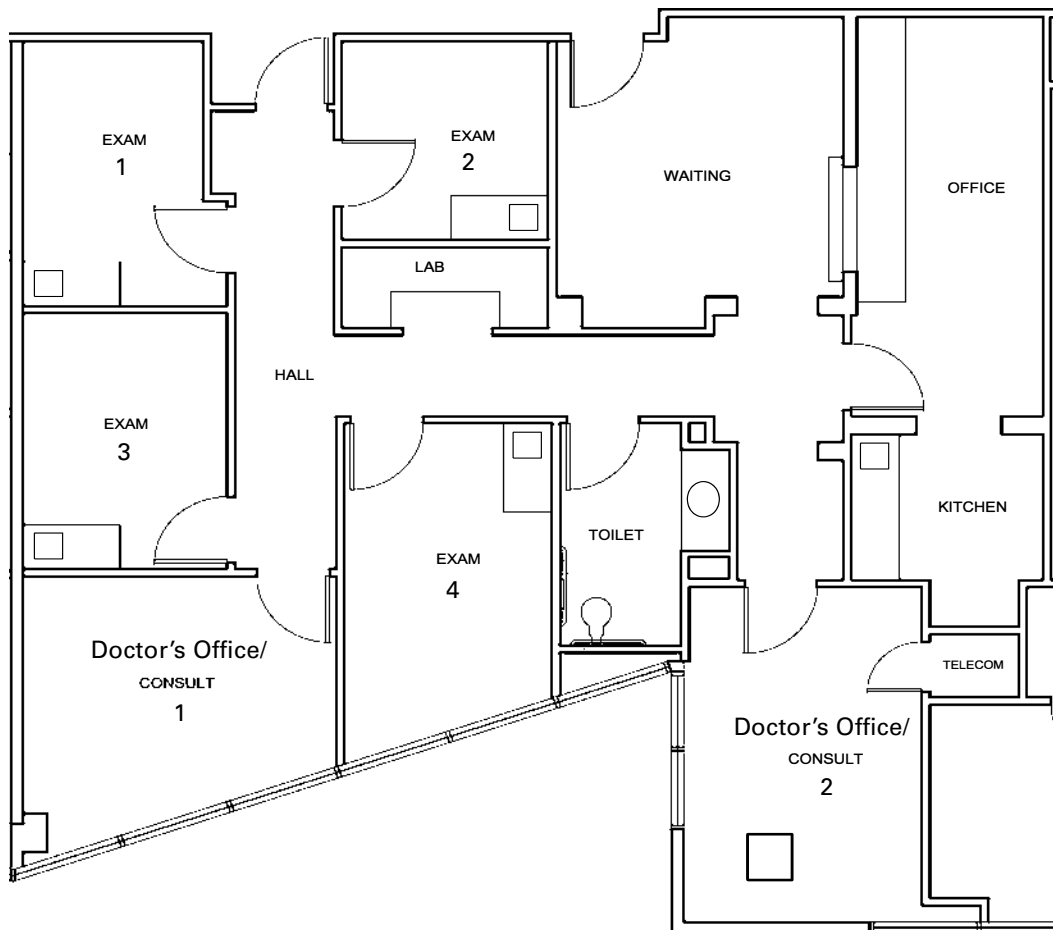 EXAM
1
EXAM
2
WAITING
OFFICE
LAB
HALL
EXAM
3
KITCHEN
TOILET
EXAM
4
Doctor's Office/
CONSULT
1
TELECOM
Doctor's Office/
CONSULT
2